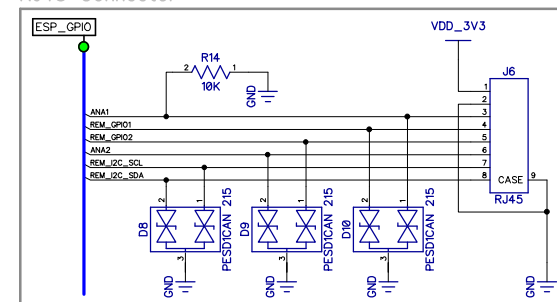 ESP_GPIO
VDD_3V3
R14
2 1
10K
GND
J6
1
2
ANA1 3
REM_GPIO1 4
REM_GPIO2 5
ANA2 6
REM_I2C_SCL 7
REM_I2C_SDA 8
CASE 9
RJ45
D8 2 1 3 PESD1CAN 215
D9 2 1 3 PESD1CAN 215
D10 2 1 3 PESD1CAN 215
GND
GND
GND
GND